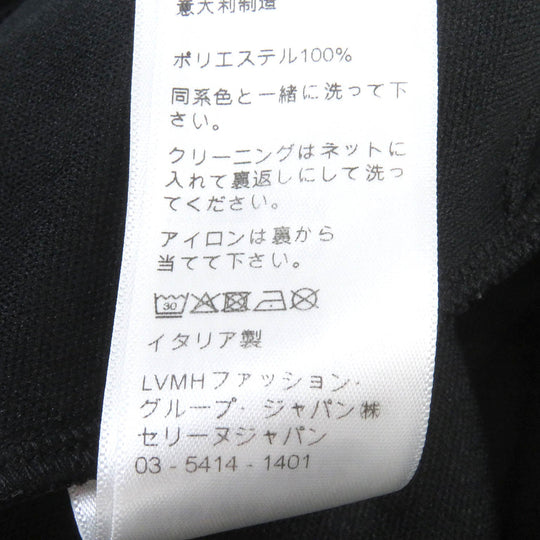 意大利制造
ポリエステル100%
同系色と一緒に洗って下
さい。
クリーニングはネットに
入れて裏返しにして洗っ
てください。
アイロンは裏から
当てて下さい。
30
イタリア製
LVMHファッション・
グループ・ジャパン㈱
セリーヌジャパン
03 - 5414 - 1401